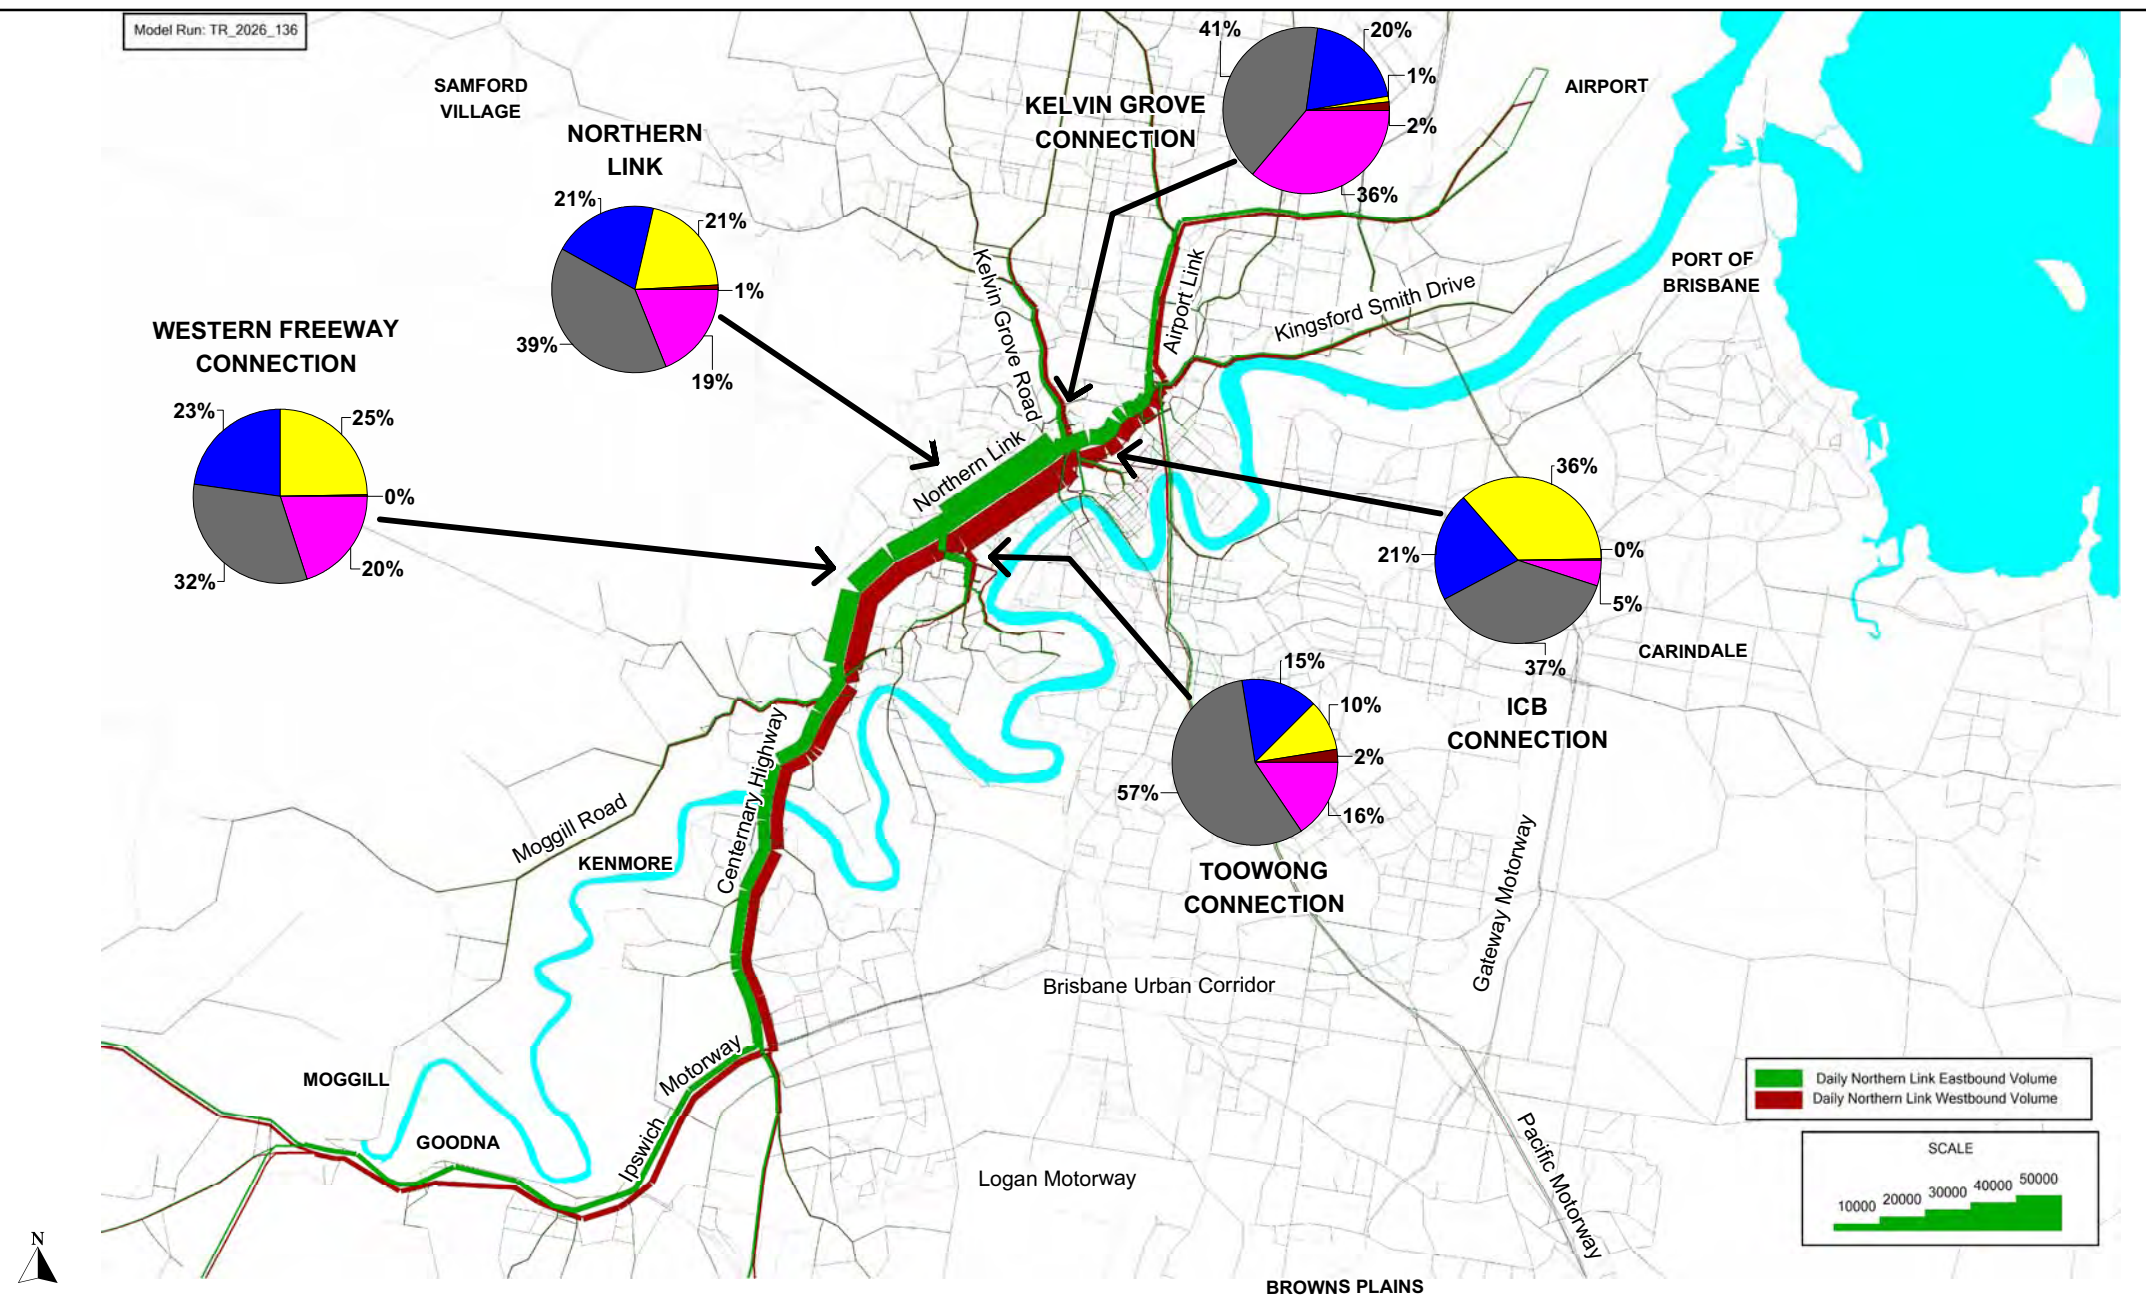 Model Run: TR_2026_136
SAMFORD
VILLAGE
NORTHERN
LINK
21%
21%
1%
39%
19%
KELVIN GROVE
CONNECTION
41%
20%
1%
2%
36%
AIRPORT
PORT OF
BRISBANE
WESTERN FREEWAY
CONNECTION
23%
25%
0%
32%
20%
Kelvin Grove Road
Airport Link
Kingsford Smith Drive
Northern Link
36%
21%
0%
5%
37%
ICB
CONNECTION
CARINDALE
15%
10%
2%
57%
16%
TOOWONG
CONNECTION
Centenary Highway
Moggill Road
KENMORE
Gateway Motorway
Brisbane Urban Corridor
Ipswich Motorway
MOGGILL
GOODNA
Logan Motorway
Pacific Motorway
Daily Northern Link Eastbound Volume
Daily Northern Link Westbound Volume
SCALE
10000 20000 30000 40000 50000
N
BROWNS PLAINS